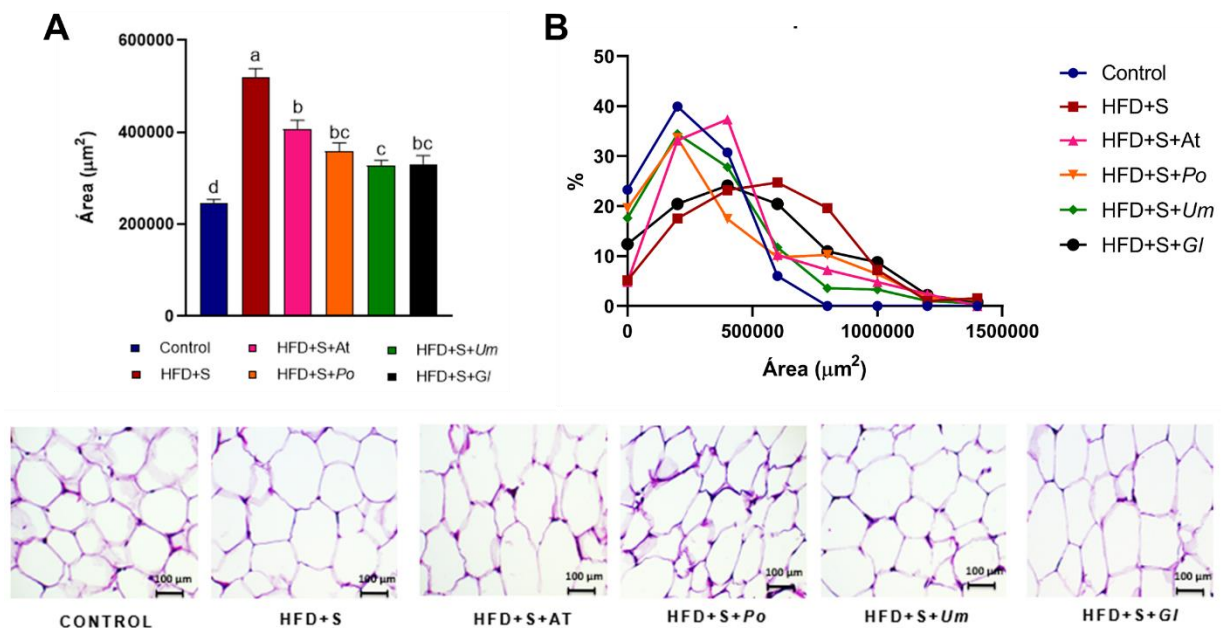 A
600000
400000
200000
0
Área (μm²)
d
a
b
bc
c
bc
Control
HFD+S+At
HFD+S+Um
HFD+S
HFD+S+Po
HFD+S+Gl
B
-
50
40
30
20
10
0
%
0
500000
1000000
1500000
Área (μm²)
Control
HFD+S
HFD+S+At
HFD+S+Po
HFD+S+Um
HFD+S+Gl
100 μm
100 μm
100 μm
100 μm
100 μm
100 μm
CONTROL
HFD+S
HFD+S+AT
HFD+S+Po
HFD+S+Um
HFD+S+Gl